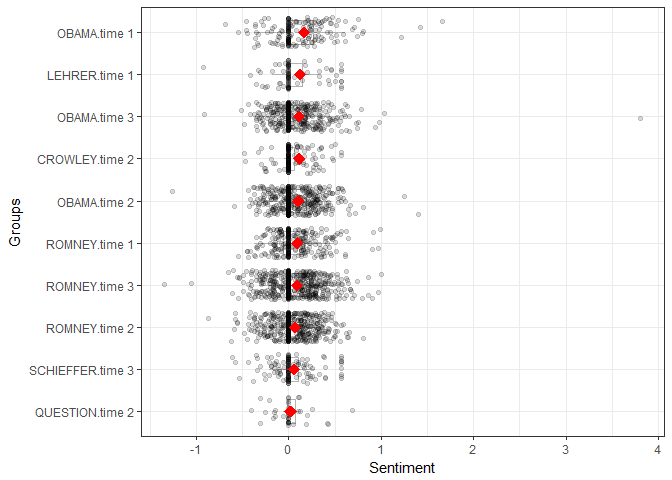 OBAMA.time 1
LEHRER.time 1
OBAMA.time 3
CROWLEY.time 2
OBAMA.time 2
ROMNEY.time 1
ROMNEY.time 3
ROMNEY.time 2
SCHIEFFER.time 3
QUESTION.time 2
Groups
-1 0 1 2 3 4
Sentiment